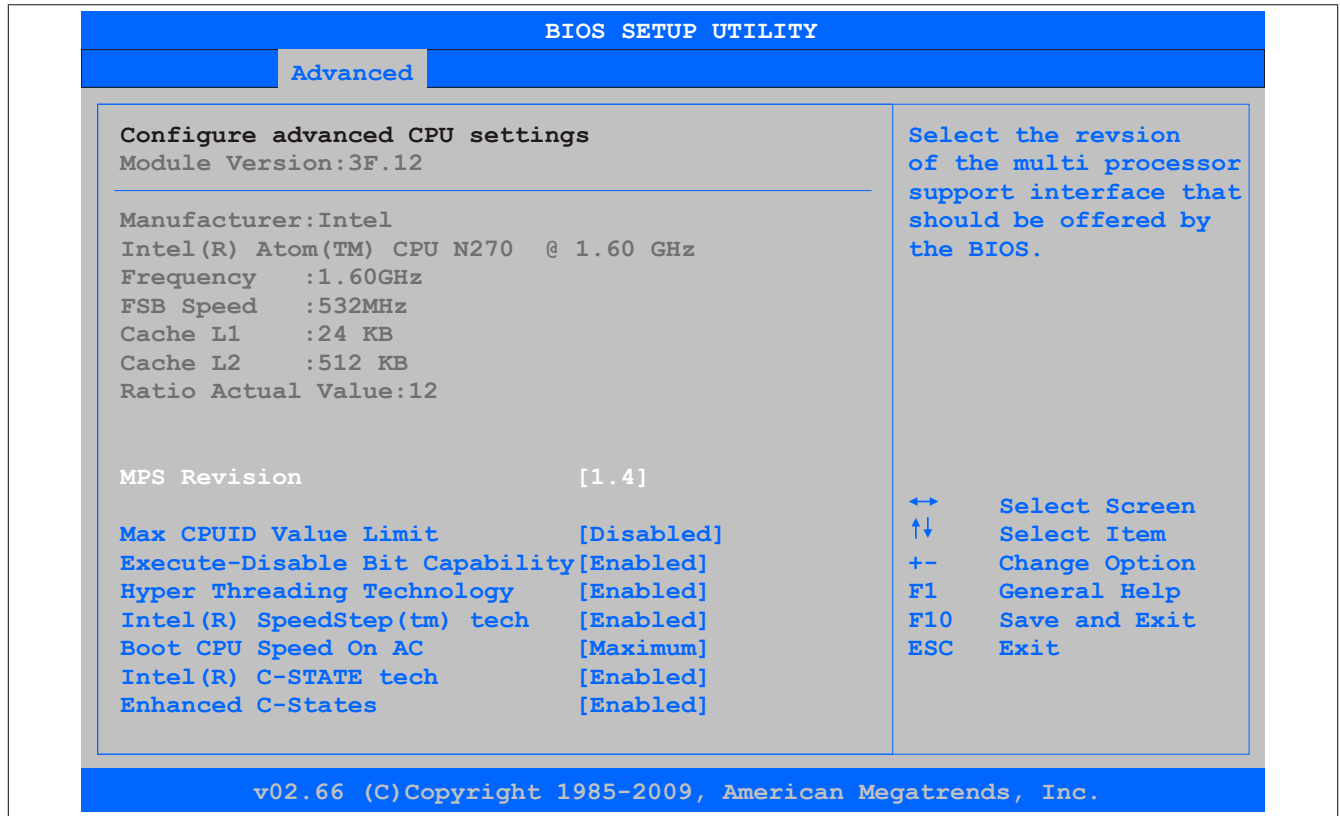 BIOS SETUP UTILITY
Advanced
Configure advanced CPU settings
Module Version:3F.12
Manufacturer:Intel
Intel(R) Atom(TM) CPU N270 @ 1.60 GHz
Frequency :1.60GHz
FSB Speed :532MHz
Cache L1 :24 KB
Cache L2 :512 KB
Ratio Actual Value:12
MPS Revision [1.4]
Max CPUID Value Limit [Disabled]
Execute-Disable Bit Capability[Enabled]
Hyper Threading Technology [Enabled]
Intel(R) SpeedStep(tm) tech [Enabled]
Boot CPU Speed On AC [Maximum]
Intel(R) C-STATE tech [Enabled]
Enhanced C-States [Enabled]
Select the revsion
of the multi processor
support interface that
should be offered by
the BIOS.
↔ Select Screen
↑↓ Select Item
+- Change Option
F1 General Help
F10 Save and Exit
ESC Exit
v02.66 (C)Copyright 1985-2009, American Megatrends, Inc.